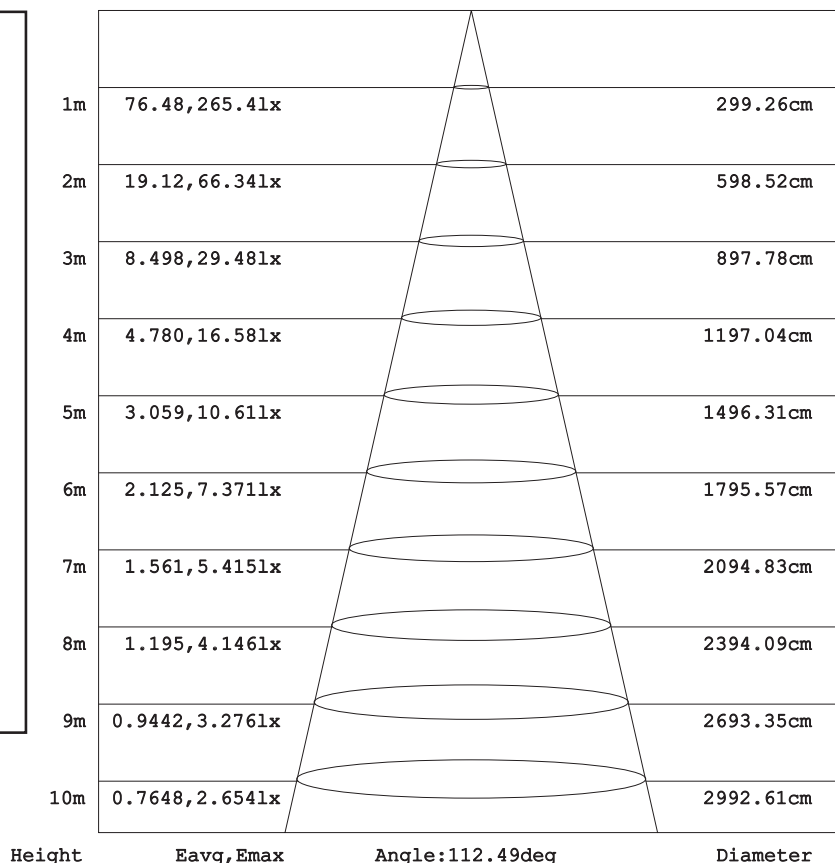 1m 76.48,265.4lx 299.26cm
2m 19.12,66.34lx 598.52cm
3m 8.498,29.48lx 897.78cm
4m 4.780,16.58lx 1197.04cm
5m 3.059,10.61lx 1496.31cm
6m 2.125,7.371lx 1795.57cm
7m 1.561,5.415lx 2094.83cm
8m 1.195,4.146lx 2394.09cm
9m 0.9442,3.276lx 2693.35cm
10m 0.7648,2.654lx 2992.61cm
Height Eavg,Emax Angle:112.49deg Diameter